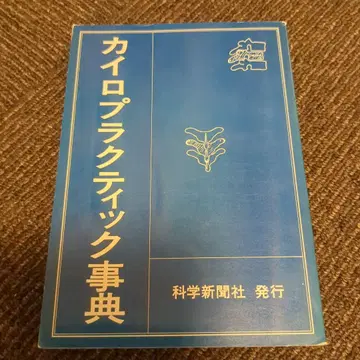 カイロプラクティック事典
科学新聞社 発行